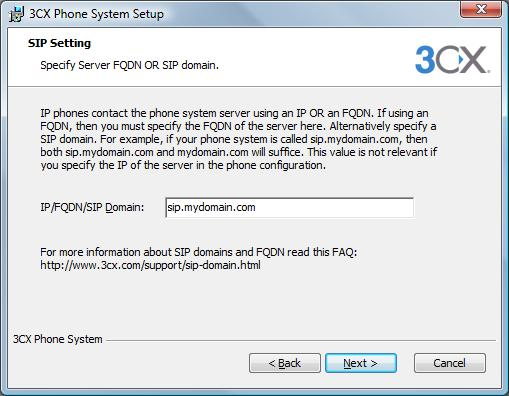 3CX Phone System Setup
SIP Setting
Specify Server FQDN OR SIP domain.
3CX.
IP phones contact the phone system server using an IP OR an FQDN. If using an
FQDN, then you must specify the FQDN of the server here. Alternatively specify a
SIP domain. For example, if your phone system is called sip.mydomain.com, then
both sip.mydomain.com and mydomain.com will suffice. This value is not relevant if
you specify the IP of the server in the phone configuration.
IP/FQDN/SIP Domain: sip.mydomain.com
For more information about SIP domains and FQDN read this FAQ:
http://www.3cx.com/support/sip-domain.html
3CX Phone System
< Back Next > Cancel